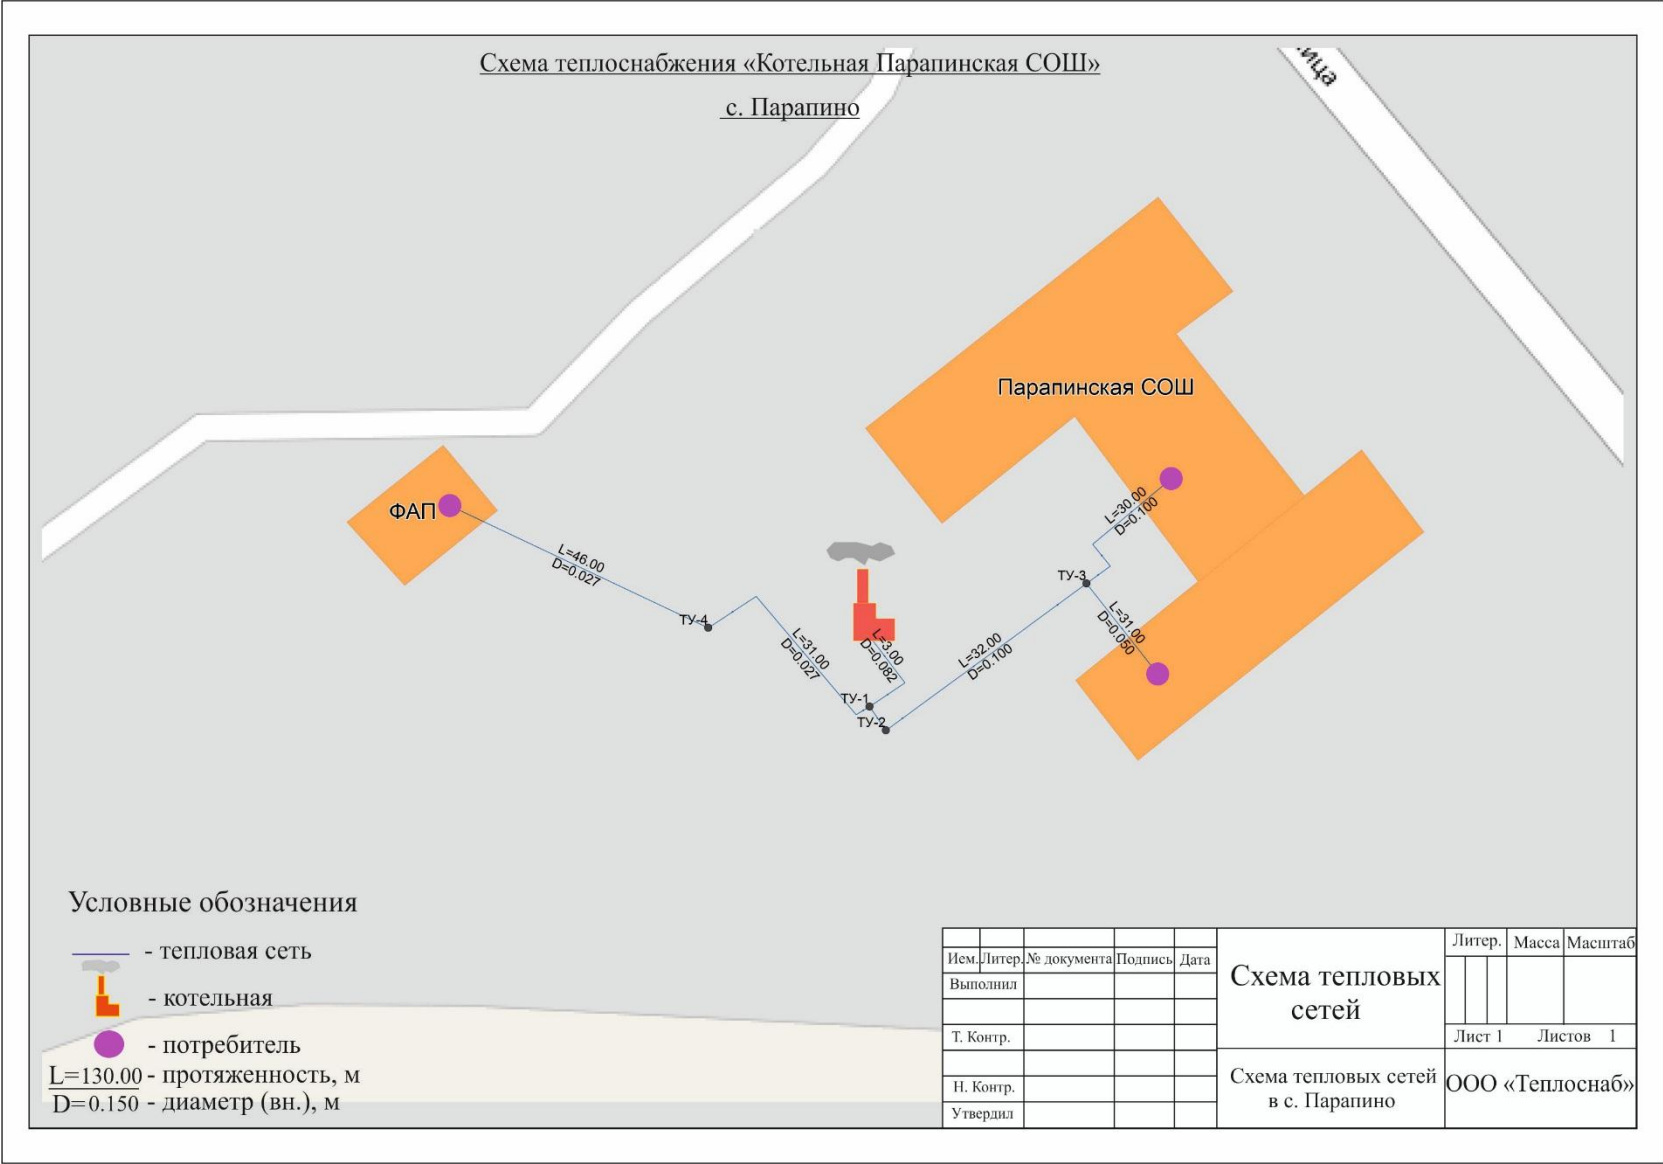 Схема теплоснабжения «Котельная Парапинская СОШ»
с. Парапино
ица
Парапинская СОШ
ФАП
L=46.00
D=0.027
ТУ-4
L=31.00
D=0.027
L=3.00
D=0.082
ТУ-1
ТУ-2
L=32.00
D=0.100
ТУ-3
L=30.00
D=0.100
L=31.00
D=0.050
Условные обозначения
- тепловая сеть
- котельная
- потребитель
L=130.00 - протяженность, м
D=0.150 - диаметр (вн.), м
Ием. Литер. № документа Подпись Дата
Выполнил
Т. Контр.
Н. Контр.
Утвердил
Схема тепловых
сетей
Схема тепловых сетей
в с. Парапино
Литер. Масса Масштаб
Лист 1 Листов 1
ООО «Теплоснаб»